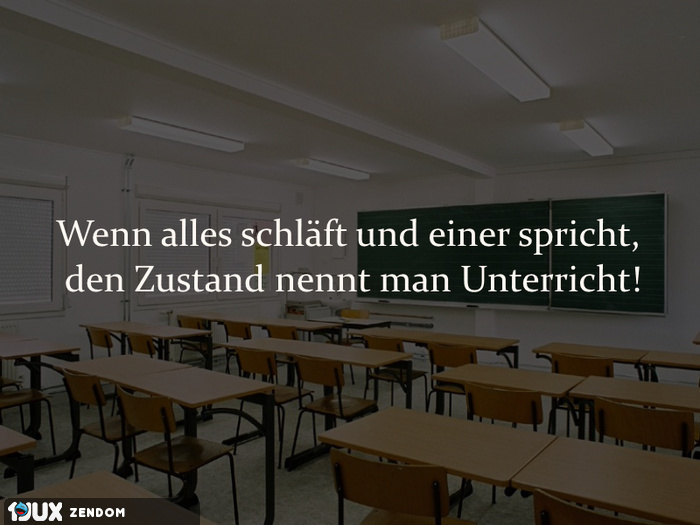 Wenn alles schläft und einer spricht,
den Zustand nennt man Unterricht!
1JUX ZENDOM